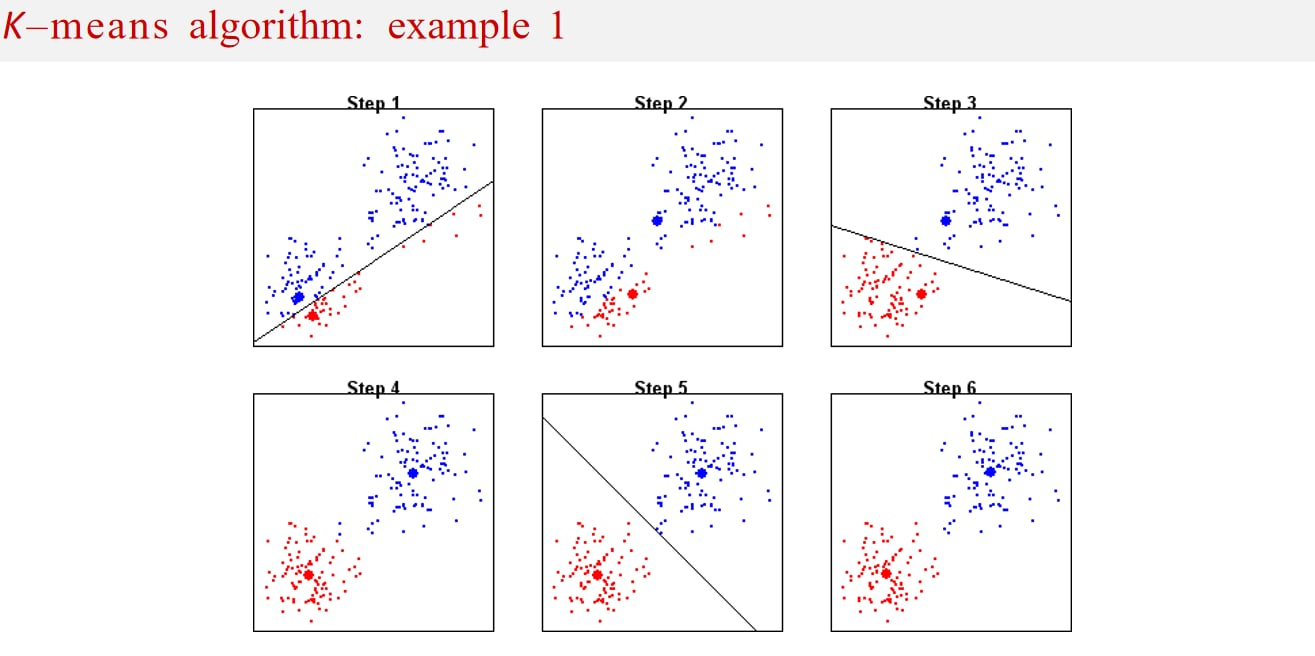 K–means algorithm: example 1
Step 1
Step 2
Step 3
Step 4
Step 5
Step 6